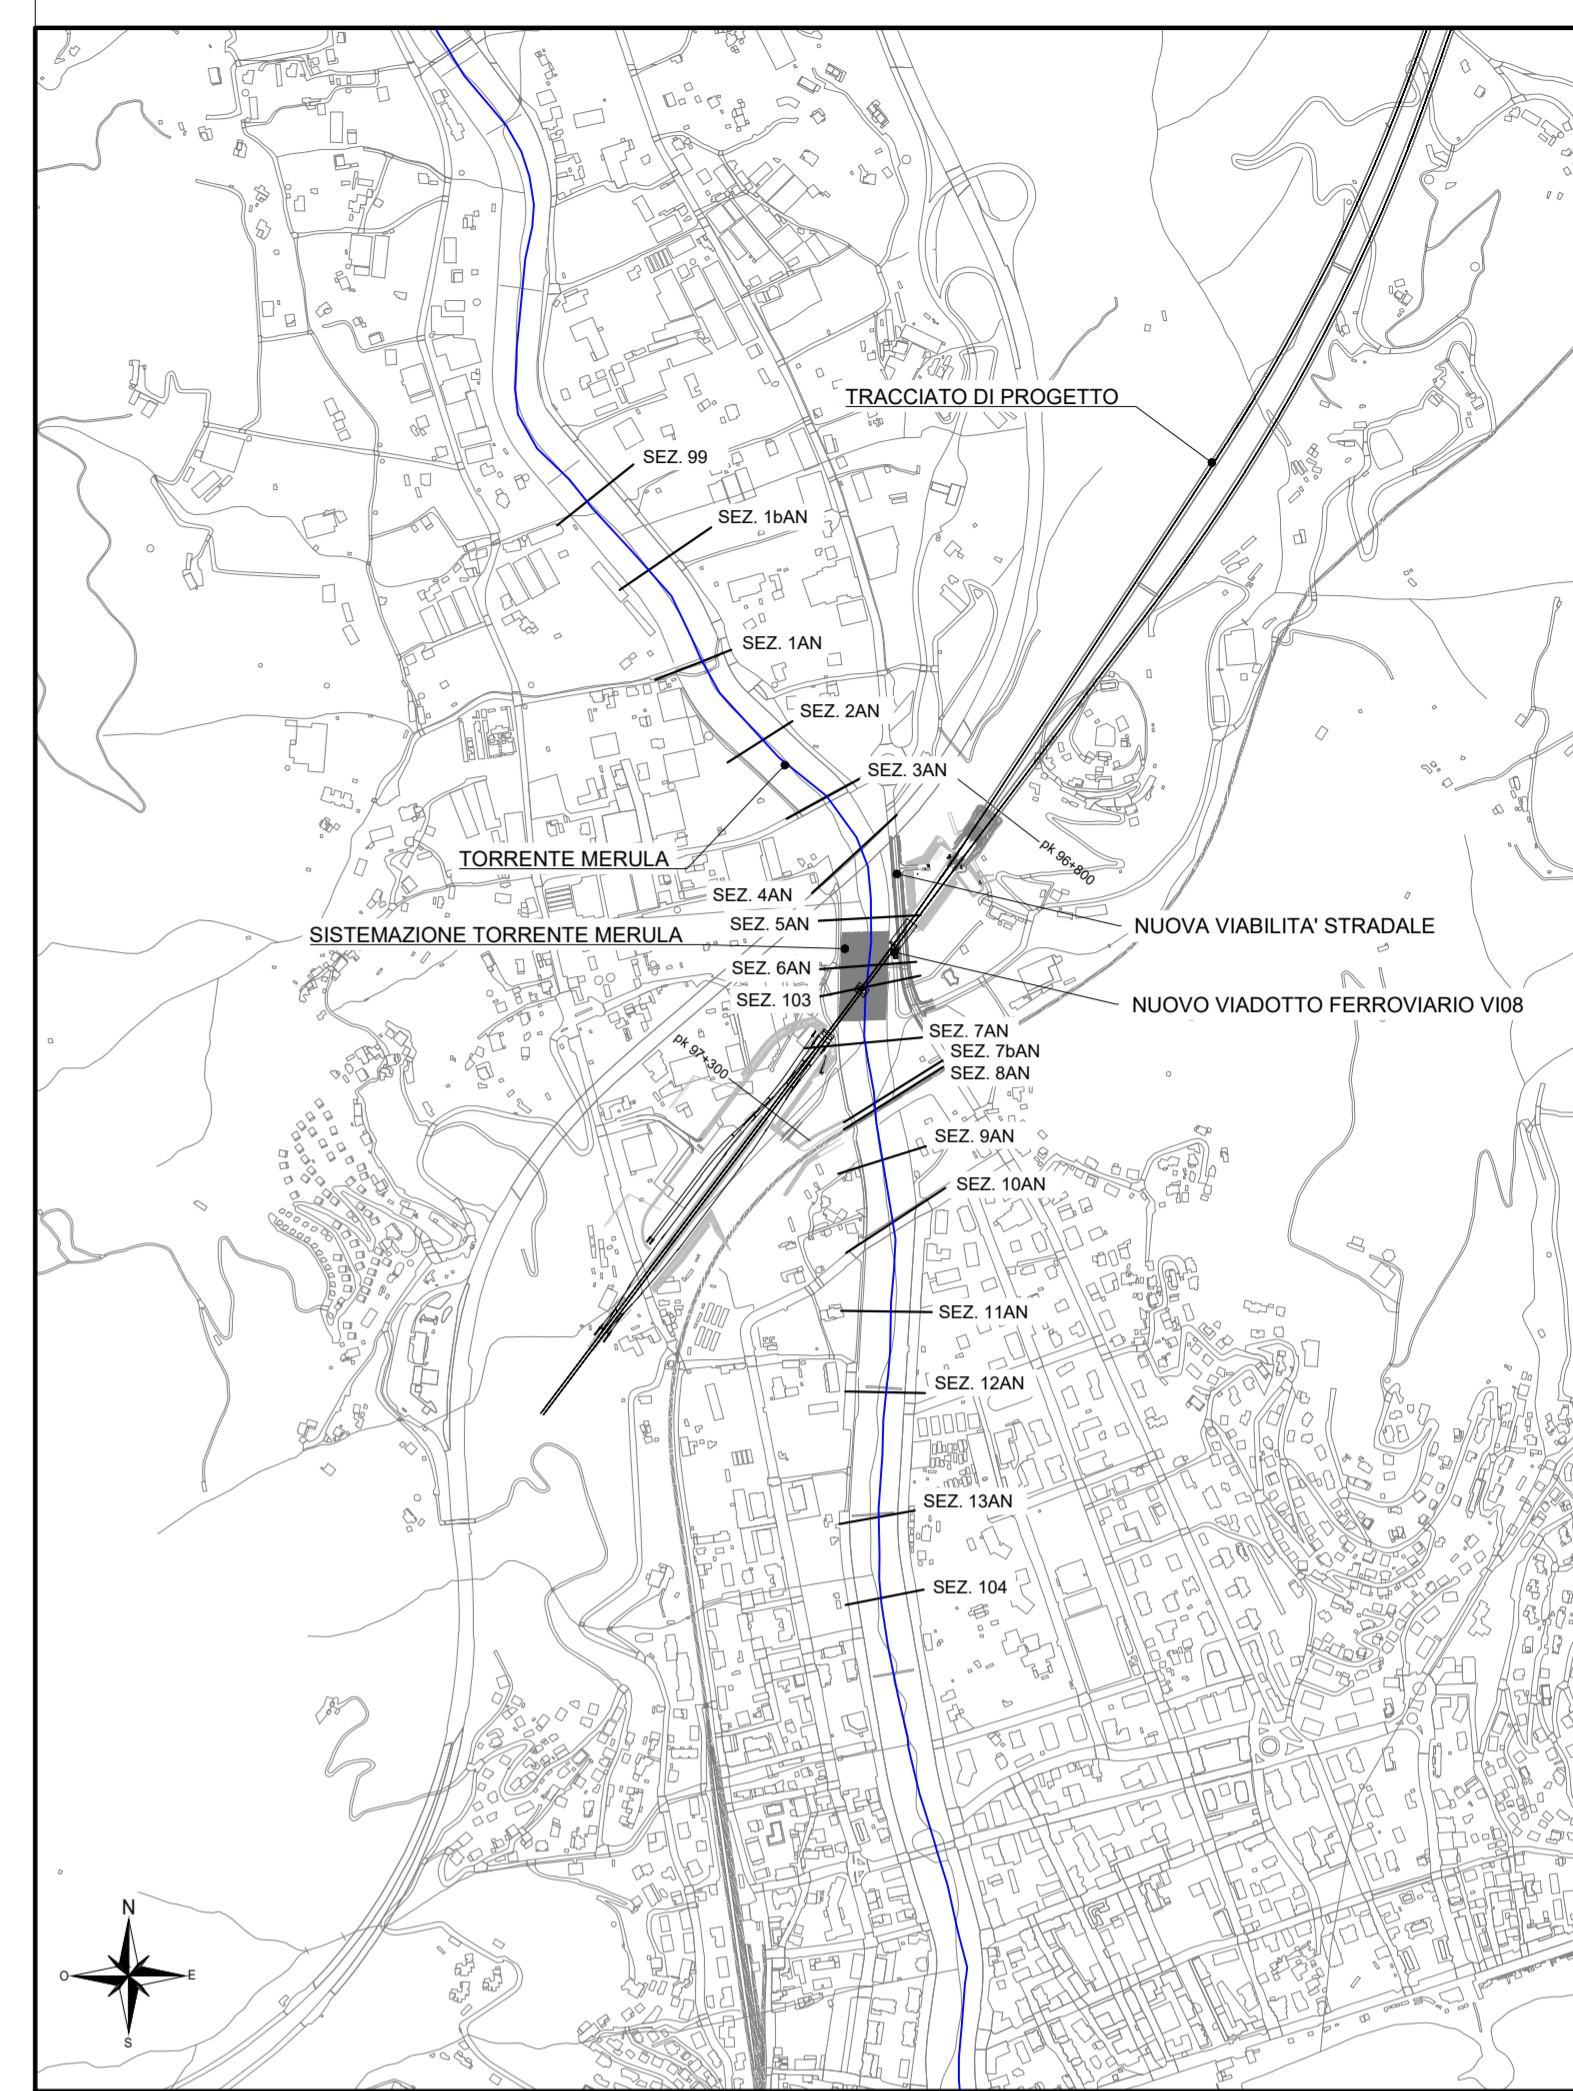 TRACCIATO DI PROGETTO
SEZ. 99
SEZ. 1bAN
SEZ. 1AN
SEZ. 2AN
SEZ. 3AN
pk 96+800
TORRENTE MERULA
SEZ. 4AN
SEZ. 5AN
NUOVA VIABILITA' STRADALE
SISTEMAZIONE TORRENTE MERULA
SEZ. 6AN
SEZ. 103
NUOVO VIADOTTO FERROVIARIO VI08
SEZ. 7AN
pk 97+300
SEZ. 7bAN
SEZ. 8AN
SEZ. 9AN
SEZ. 10AN
SEZ. 11AN
SEZ. 12AN
SEZ. 13AN
SEZ. 104
N
O
E
S